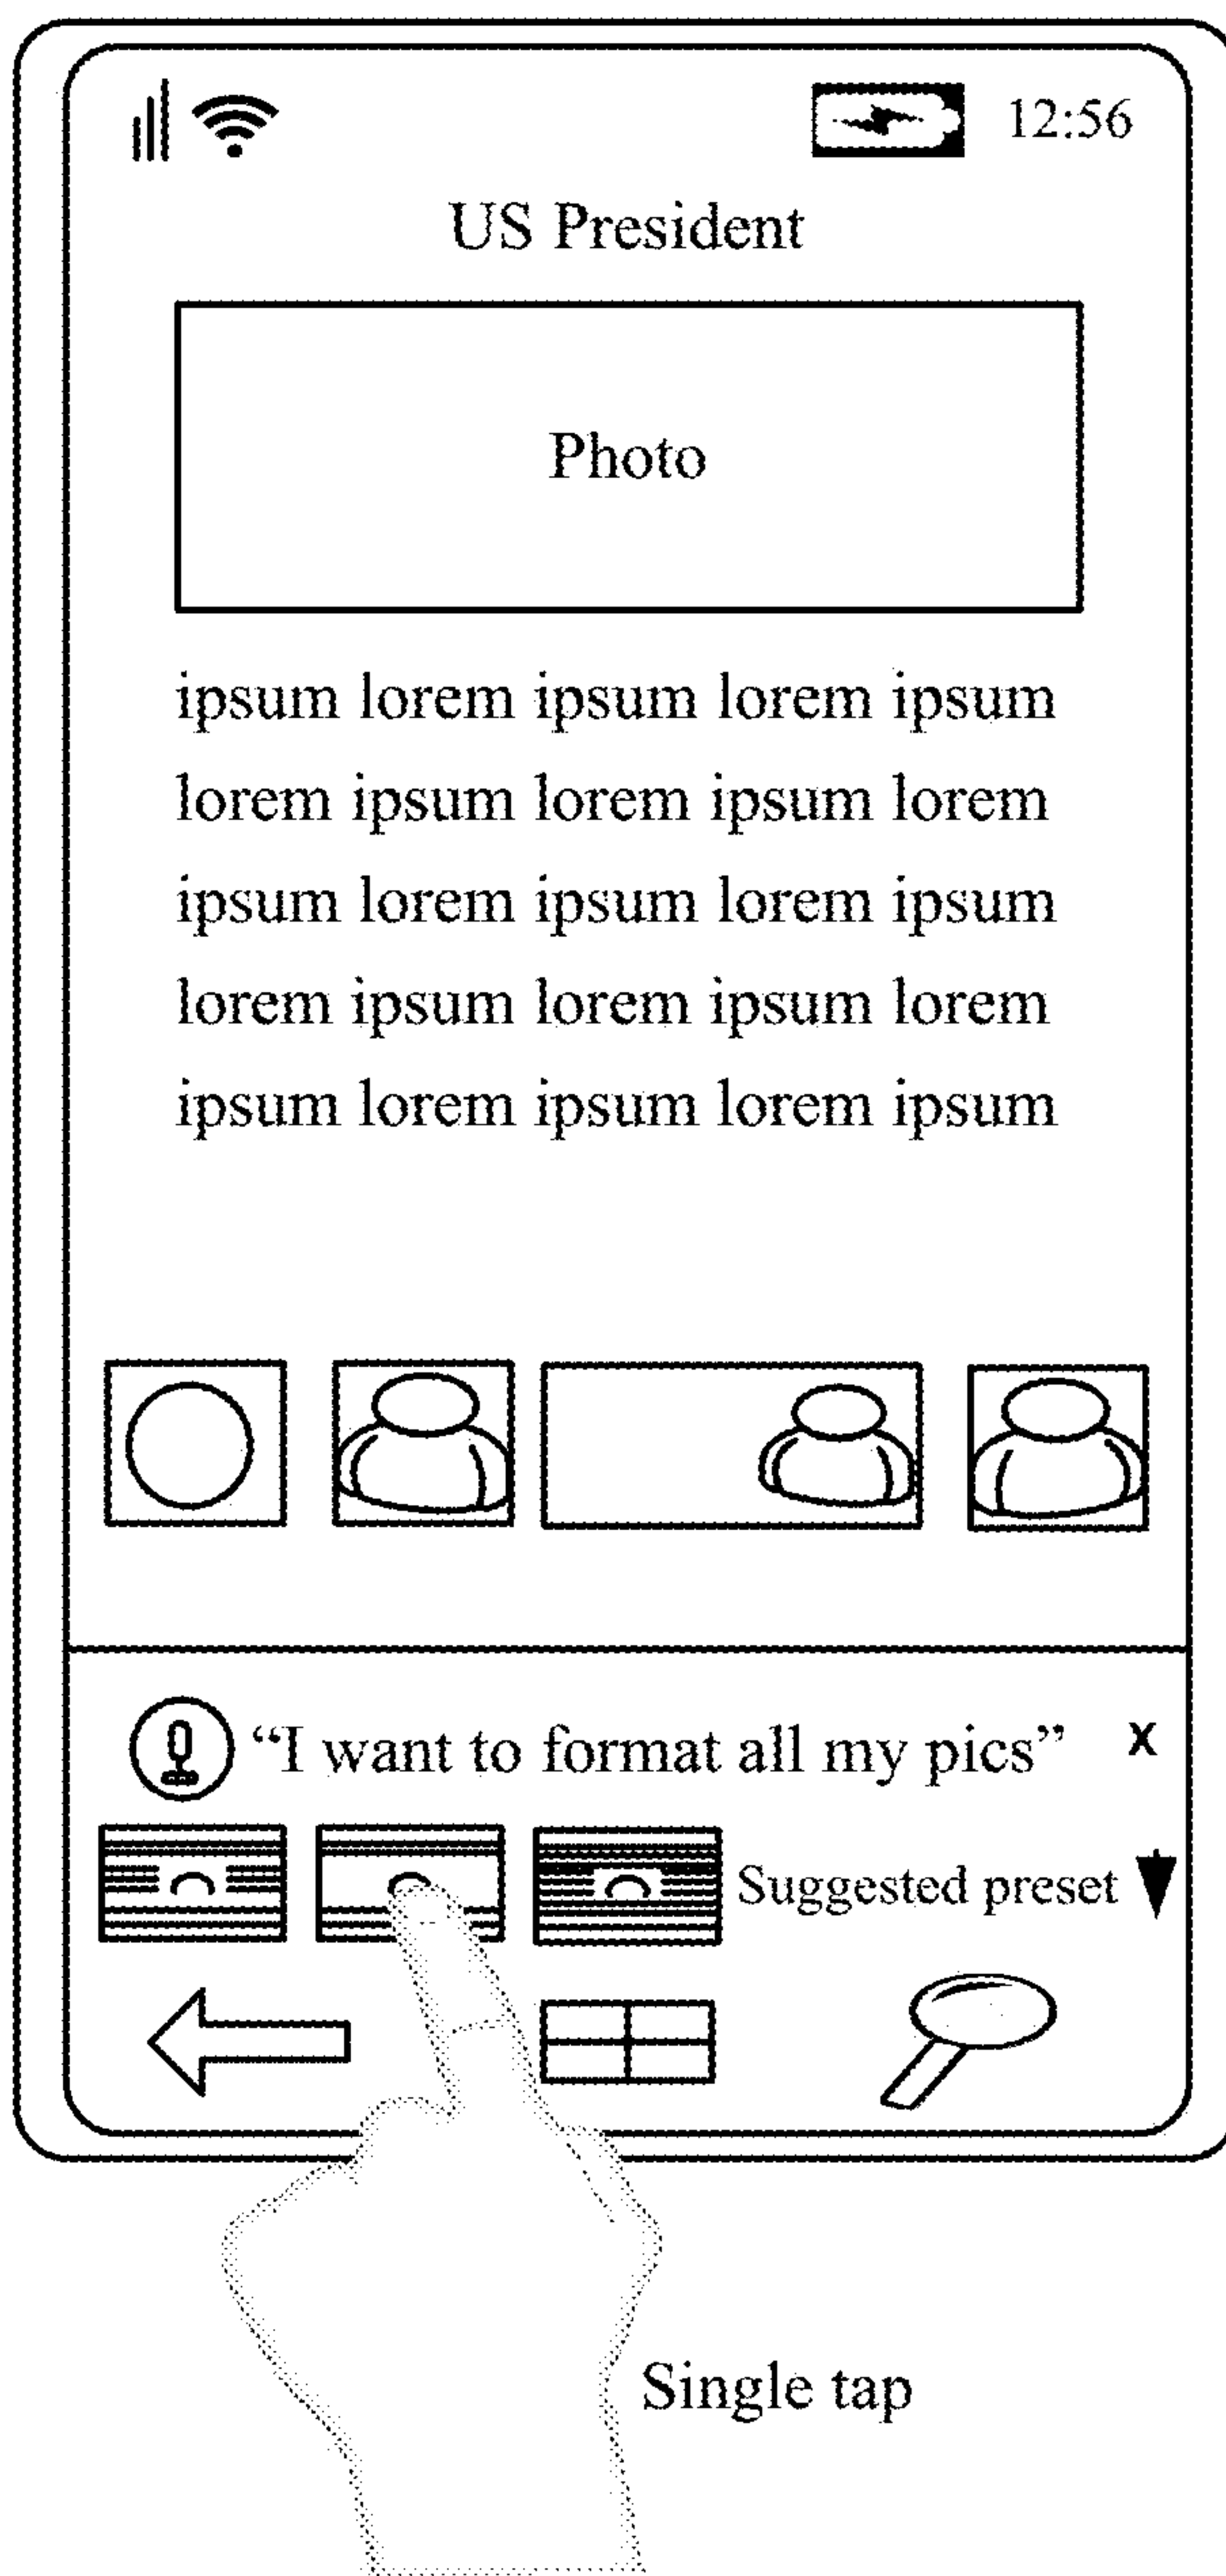 12:56
US President
Photo
ipsum lorem ipsum lorem ipsum
lorem ipsum lorem ipsum lorem
ipsum lorem ipsum lorem ipsum
lorem ipsum lorem ipsum lorem
ipsum lorem ipsum lorem ipsum
“I want to format all my pics” x
Suggested preset
Single tap